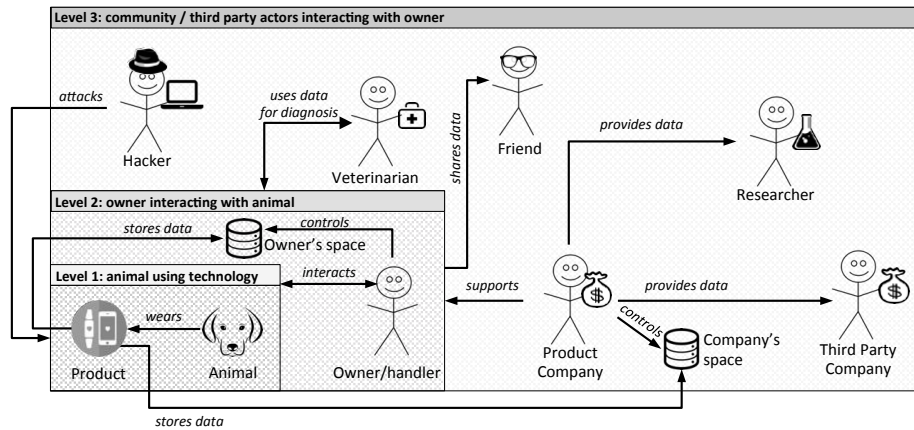 Level 3: community / third party actors interacting with owner
attacks
Hacker
uses data
for diagnosis
Veterinarian
shares data
Friend
provides data
Researcher
Level 2: owner interacting with animal
stores data
controls
Owner's space
Level 1: animal using technology
interacts
wears
Product
Animal
Owner/handler
supports
provides data
controls
Product
Company
Company's
space
Third Party
Company
stores data